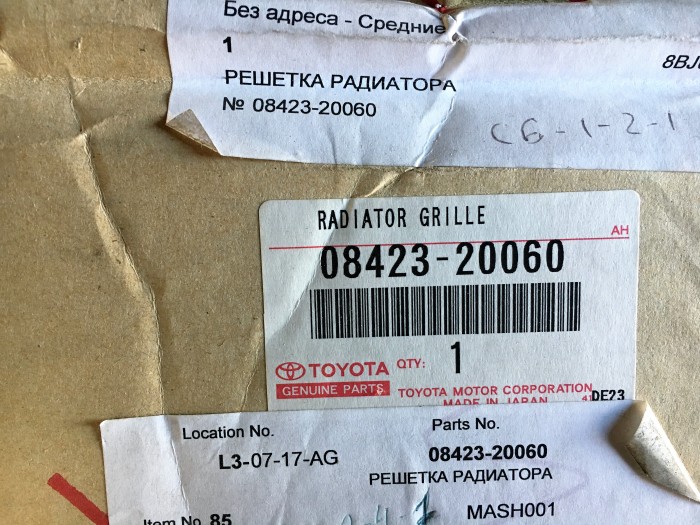 Без адреса - Средние
1
РЕШЕТКА РАДИАТОРА
№ 08423-20060
C6-1-2-1
RADIATOR GRILLE
AH
08423-20060
TOYOTA QTY: 1
GENUINE PARTS
TOYOTA MOTOR CORPORATION
MADE IN JAPAN
DE23
Location No. Parts No.
L3-07-17-AG 08423-20060
РЕШЕТКА РАДИАТОРА
MASH001
Item No 85